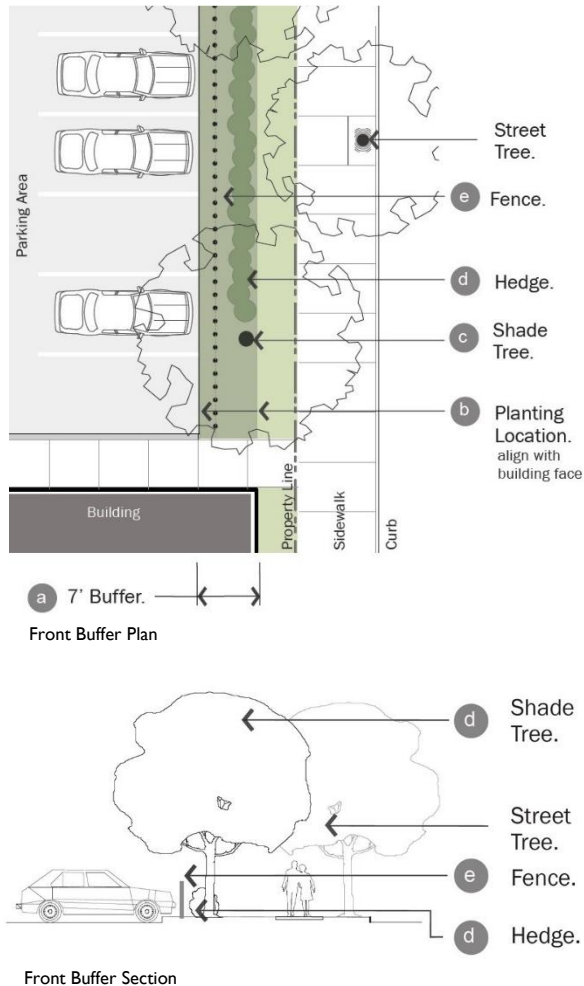 Parking Area
Street
Tree.
e Fence.
d Hedge.
c Shade
Tree.
b Planting
Location.
align with
building face
Building
Property Line
Sidewalk
Curb
a 7' Buffer.
Front Buffer Plan
d Shade
Tree.
Street
Tree.
e Fence.
d Hedge.
Front Buffer Section